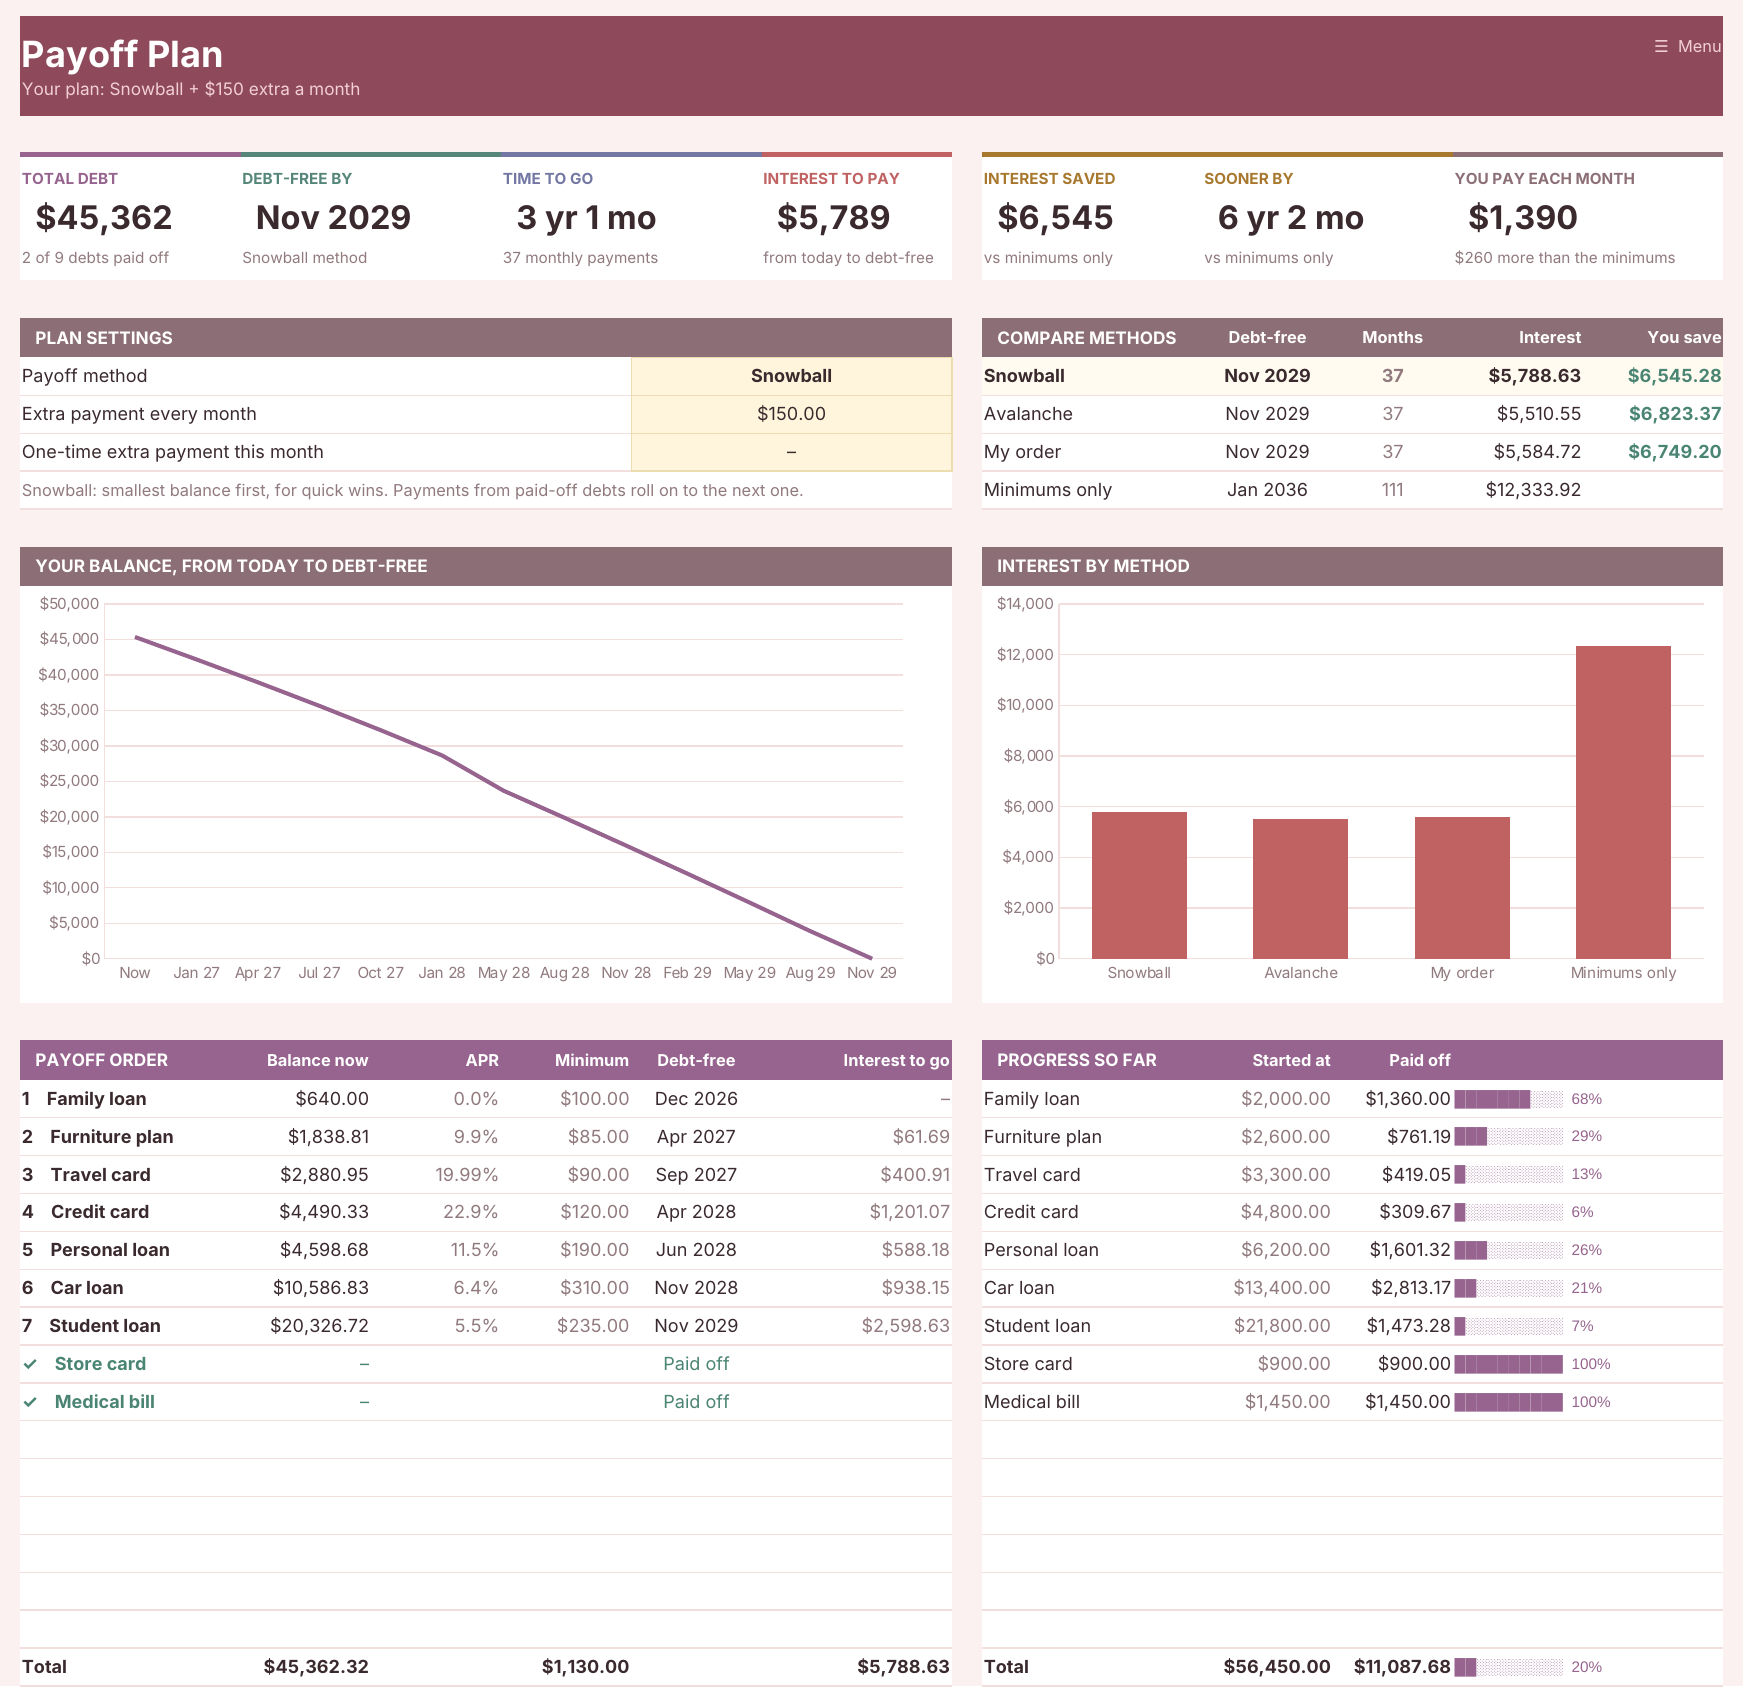 Payoff Plan
☰ Menu
Your plan: Snowball + $150 extra a month
TOTAL DEBT DEBT-FREE BY TIME TO GO INTEREST TO PAY
$45,362 Nov 2029 3 yr 1 mo $5,789
2 of 9 debts paid off Snowball method 37 monthly payments from today to debt-free
INTEREST SAVED SOONER BY YOU PAY EACH MONTH
$6,545 6 yr 2 mo $1,390
vs minimums only vs minimums only $260 more than the minimums
PLAN SETTINGS
Payoff method Snowball
Extra payment every month $150.00
One-time extra payment this month –
Snowball: smallest balance first, for quick wins. Payments from paid-off debts roll on to the next one.
COMPARE METHODS Debt-free Months Interest You save
Snowball Nov 2029 37 $5,788.63 $6,545.28
Avalanche Nov 2029 37 $5,510.55 $6,823.37
My order Nov 2029 37 $5,584.72 $6,749.20
Minimums only Jan 2036 111 $12,333.92
YOUR BALANCE, FROM TODAY TO DEBT-FREE
$50,000
$45,000
$40,000
$35,000
$30,000
$25,000
$20,000
$15,000
$10,000
$5,000
$0
Now Jan 27 Apr 27 Jul 27 Oct 27 Jan 28 May 28 Aug 28 Nov 28 Feb 29 May 29 Aug 29 Nov 29
INTEREST BY METHOD
$14,000
$12,000
$10,000
$8,000
$6,000
$4,000
$2,000
$0
Snowball Avalanche My order Minimums only
PAYOFF ORDER Balance now APR Minimum Debt-free Interest to go
1 Family loan $640.00 0.0% $100.00 Dec 2026 –
2 Furniture plan $1,838.81 9.9% $85.00 Apr 2027 $61.69
3 Travel card $2,880.95 19.99% $90.00 Sep 2027 $400.91
4 Credit card $4,490.33 22.9% $120.00 Apr 2028 $1,201.07
5 Personal loan $4,598.68 11.5% $190.00 Jun 2028 $588.18
6 Car loan $10,586.83 6.4% $310.00 Nov 2028 $938.15
7 Student loan $20,326.72 5.5% $235.00 Nov 2029 $2,598.63
✓ Store card – Paid off
✓ Medical bill – Paid off
Total $45,362.32 $1,130.00 $5,788.63
PROGRESS SO FAR Started at Paid off
Family loan $2,000.00 $1,360.00 68%
Furniture plan $2,600.00 $761.19 29%
Travel card $3,300.00 $419.05 13%
Credit card $4,800.00 $309.67 6%
Personal loan $6,200.00 $1,601.32 26%
Car loan $13,400.00 $2,813.17 21%
Student loan $21,800.00 $1,473.28 7%
Store card $900.00 $900.00 100%
Medical bill $1,450.00 $1,450.00 100%
Total $56,450.00 $11,087.68 20%